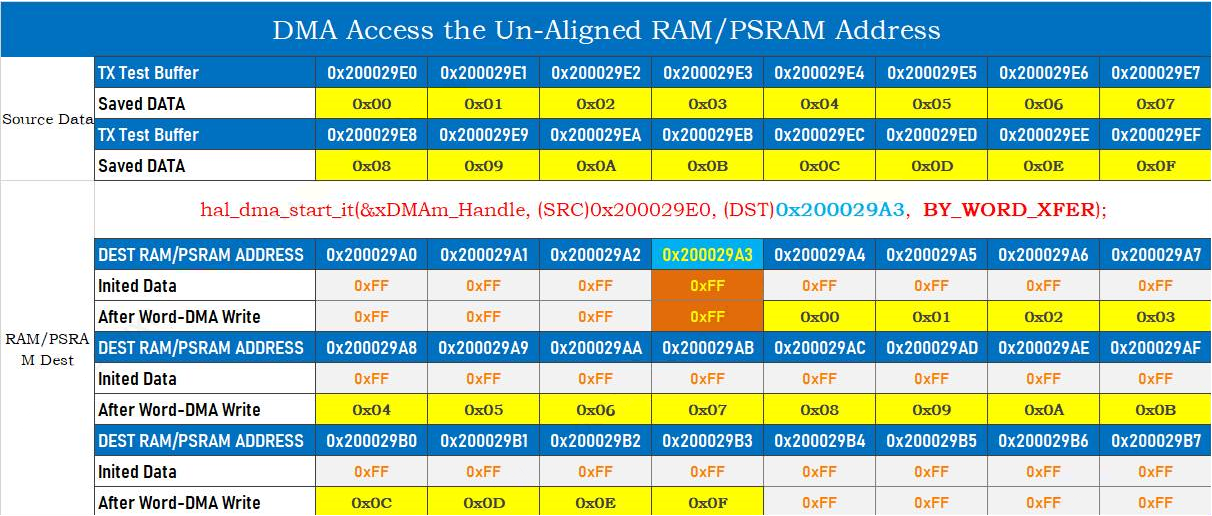 DMA Access the Un-Aligned RAM/PSRAM Address
Source Data
TX Test Buffer 0x200029E0 0x200029E1 0x200029E2 0x200029E3 0x200029E4 0x200029E5 0x200029E6 0x200029E7
Saved DATA 0x00 0x01 0x02 0x03 0x04 0x05 0x06 0x07
TX Test Buffer 0x200029E8 0x200029E9 0x200029EA 0x200029EB 0x200029EC 0x200029ED 0x200029EE 0x200029EF
Saved DATA 0x08 0x09 0x0A 0x0B 0x0C 0x0D 0x0E 0x0F
hal_dma_start_it(&xDMAm_Handle, (SRC)0x200029E0, (DST)0x200029A3, BY_WORD_XFER);
RAM/PSRA
M Dest
DEST RAM/PSRAM ADDRESS 0x200029A0 0x200029A1 0x200029A2 0x200029A3 0x200029A4 0x200029A5 0x200029A6 0x200029A7
Inited Data 0xFF 0xFF 0xFF 0xFF 0xFF 0xFF 0xFF 0xFF
After Word-DMA Write 0xFF 0xFF 0xFF 0xFF 0x00 0x01 0x02 0x03
DEST RAM/PSRAM ADDRESS 0x200029A8 0x200029A9 0x200029AA 0x200029AB 0x200029AC 0x200029AD 0x200029AE 0x200029AF
Inited Data 0xFF 0xFF 0xFF 0xFF 0xFF 0xFF 0xFF 0xFF
After Word-DMA Write 0x04 0x05 0x06 0x07 0x08 0x09 0x0A 0x0B
DEST RAM/PSRAM ADDRESS 0x200029B0 0x200029B1 0x200029B2 0x200029B3 0x200029B4 0x200029B5 0x200029B6 0x200029B7
Inited Data 0xFF 0xFF 0xFF 0xFF 0xFF 0xFF 0xFF 0xFF
After Word-DMA Write 0x0C 0x0D 0x0E 0x0F 0xFF 0xFF 0xFF 0xFF